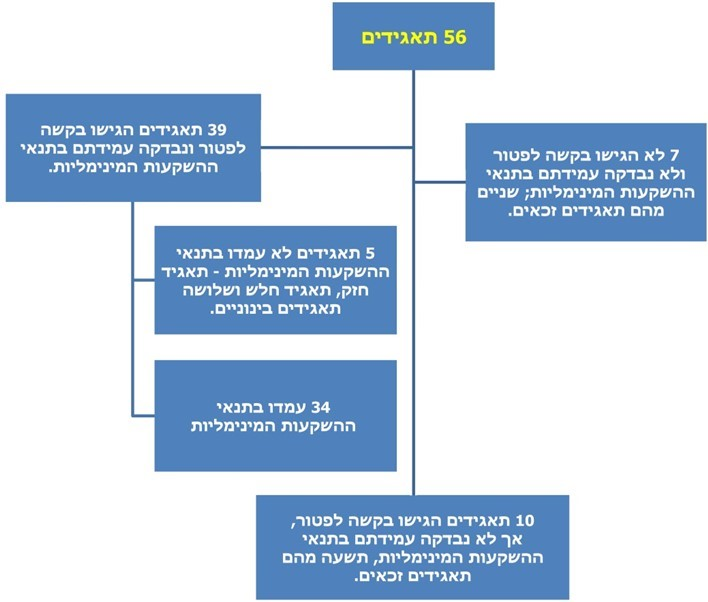 56 תאגידים
39 תאגידים הגישו בקשה
לפטור ונבדקה עמידתם בתנאי
ההשקעות המינימליות.
7 לא הגישו בקשה לפטור
ולא נבדקה עמידתם בתנאי
ההשקעות המינימליות; שניים
מהם תאגידים זכאים.
5 תאגידים לא עמדו בתנאי
ההשקעות המינימליות - תאגיד
חזק, תאגיד חלש ושלושה
תאגידים בינוניים.
34 עמדו בתנאי
ההשקעות המינימליות
10 תאגידים הגישו בקשה לפטור,
אך לא נבדקה עמידתם בתנאי
ההשקעות המינימליות, תשעה מהם
תאגידים זכאים.